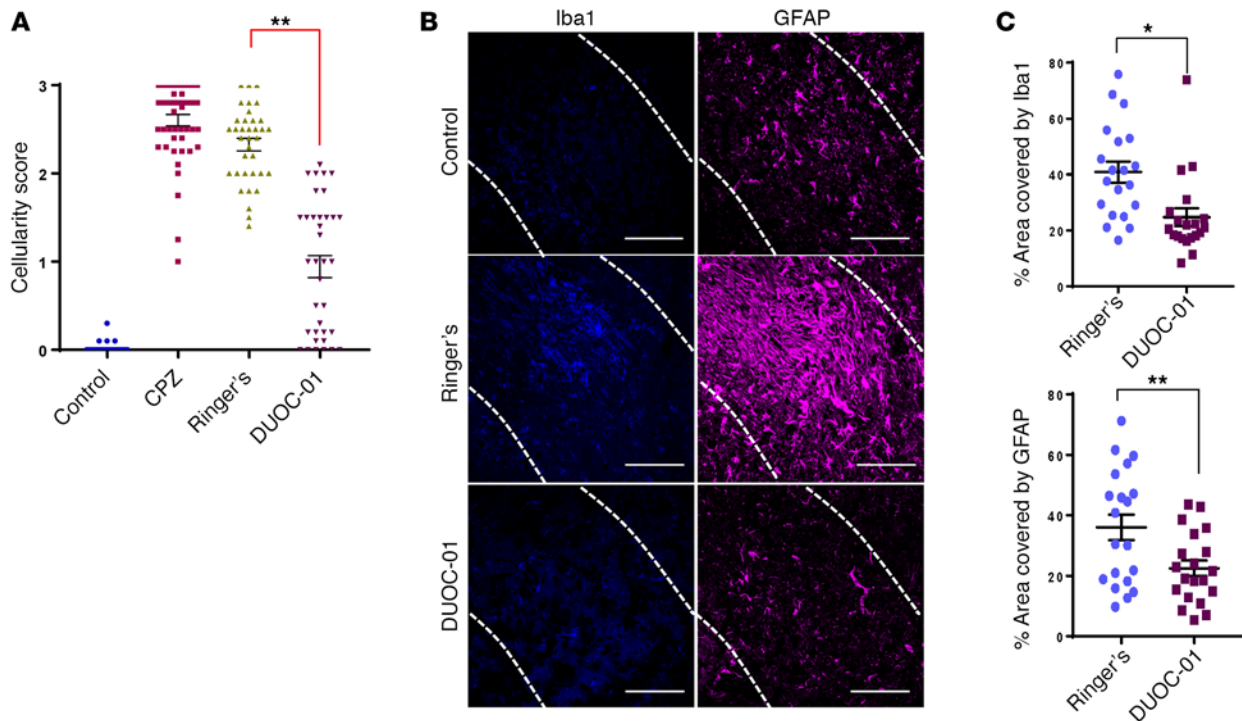 A
Cellularity score
3
2
1
0
**
Control
CPZ
Ringer's
DUOC-01
B
Iba1
GFAP
Control
Ringer's
DUOC-01
C
% Area covered by Iba1
80
60
40
20
0
*
Ringer's
DUOC-01
% Area covered by GFAP
80
60
40
20
0
**
Ringer's
DUOC-01